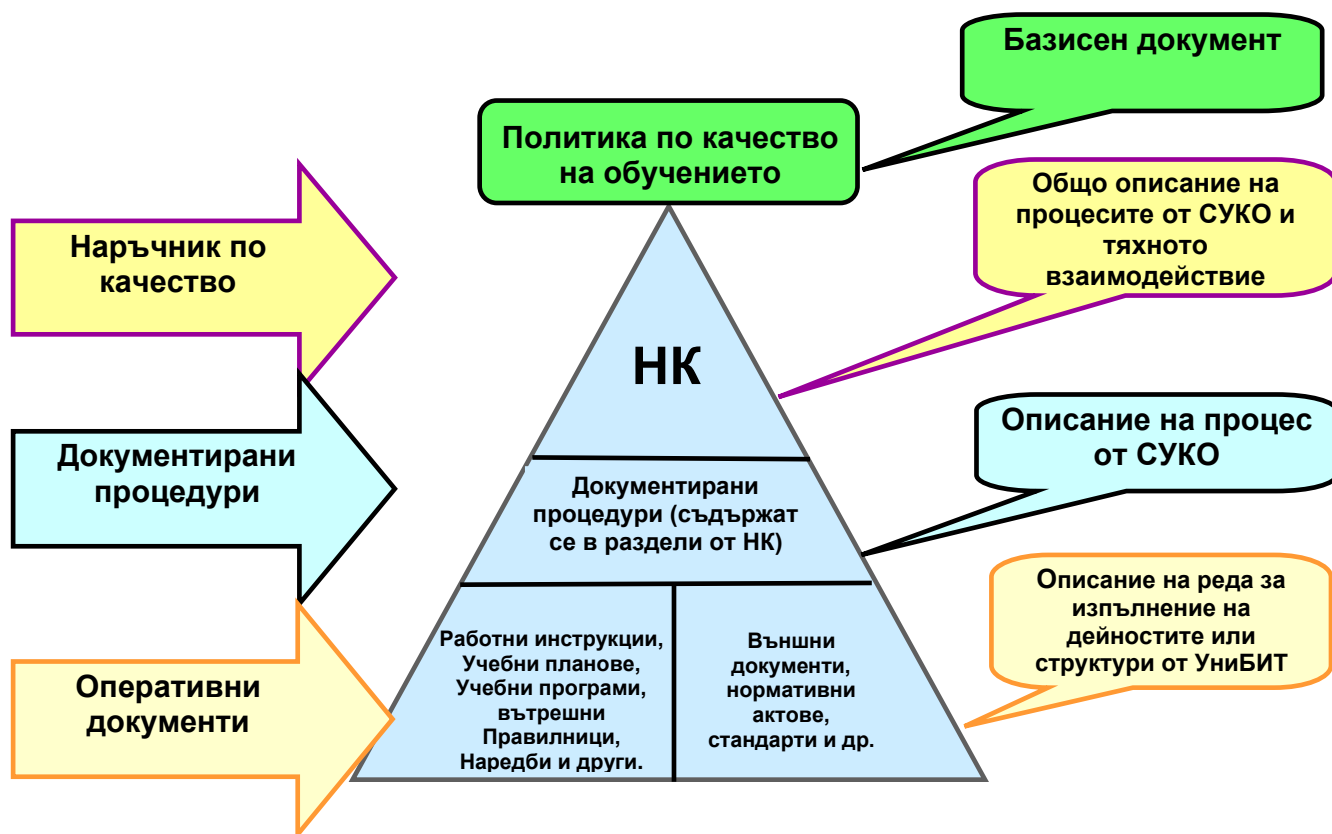 Базисен документ
Политика по качество
на обучението
Общо описание на
процесите от СУКО и
тяхното
взаимодействие
Наръчник по
качество
НК
Описание на процес
от СУКО
Документирани
процедури
Документирани
процедури (съдържат
се в раздели от НК)
Описание на реда за
изпълнение на
дейностите или
структури от УниБИТ
Оперативни
документи
Работни инструкции,
Учебни планове,
Учебни програми,
вътрешни
Правилници,
Наредби и други.
Външни
документи,
нормативни
актове,
стандарти и др.